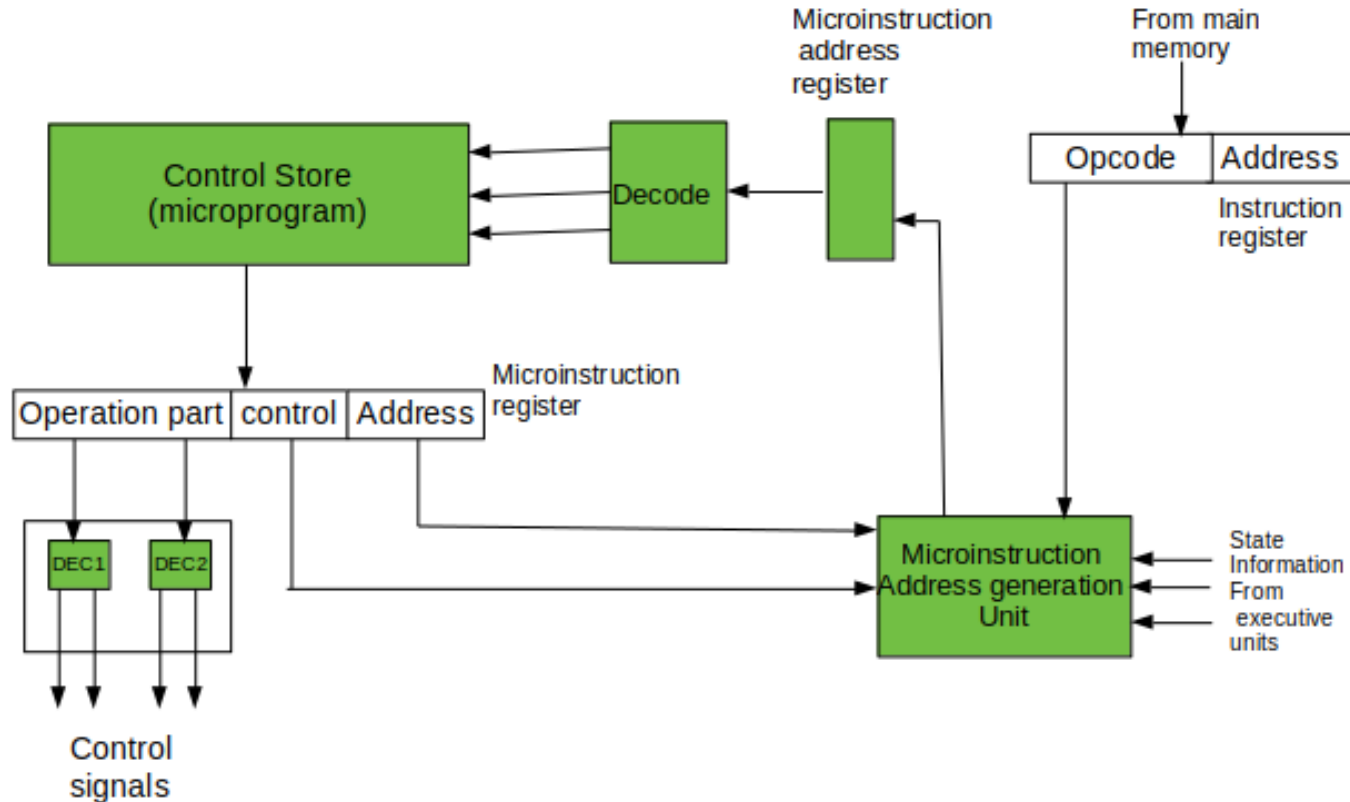 Microinstruction
address
register
From main
memory
Control Store
(microprogram)
Decode
Opcode
Address
Instruction
register
Microinstruction
register
Operation part
control
Address
DEC1
DEC2
Microinstruction
Address generation
Unit
State
Information
From
executive
units
Control
signals